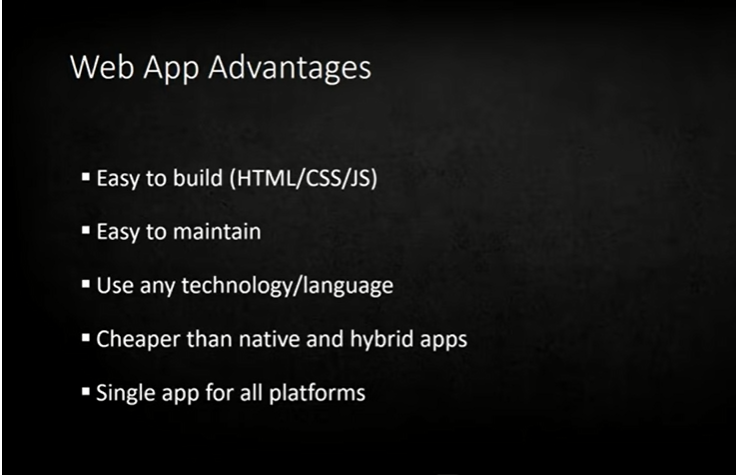 Web App Advantages
▪ Easy to build (HTML/CSS/JS)
▪ Easy to maintain
▪ Use any technology/language
▪ Cheaper than native and hybrid apps
▪ Single app for all platforms